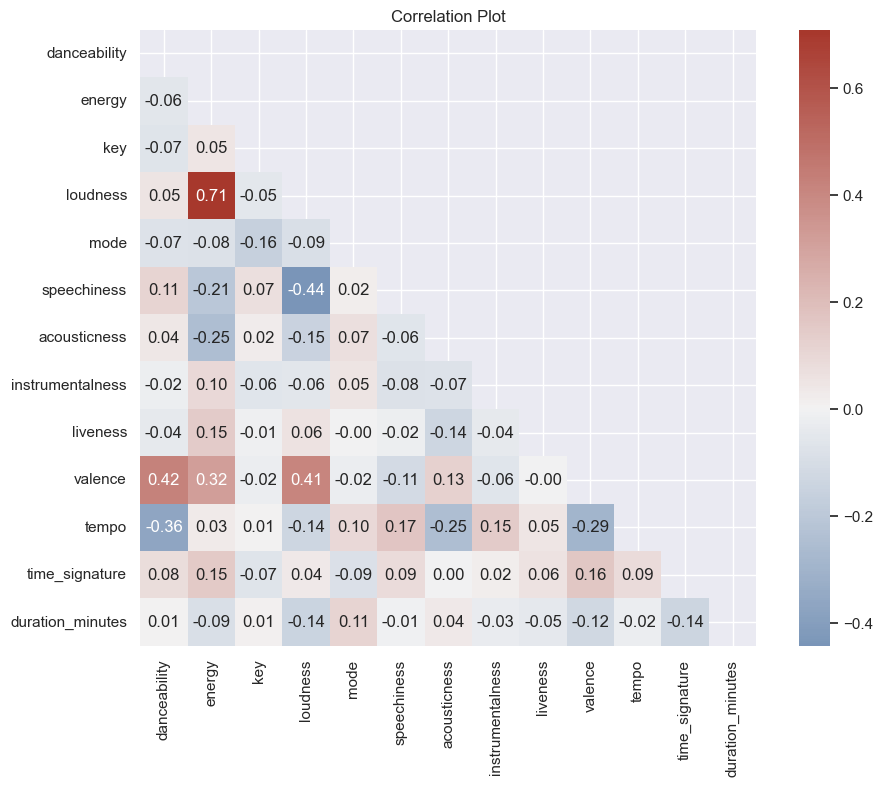 Correlation Plot
danceability
energy -0.06
key -0.07 0.05
loudness 0.05 0.71 -0.05
mode -0.07 -0.08 -0.16 -0.09
speechiness 0.11 -0.21 0.07 -0.44 0.02
acousticness 0.04 -0.25 0.02 -0.15 0.07 -0.06
instrumentalness -0.02 0.10 -0.06 -0.06 0.05 -0.08 -0.07
liveness -0.04 0.15 -0.01 0.06 -0.00 -0.02 -0.14 -0.04
valence 0.42 0.32 -0.02 0.41 -0.02 -0.11 0.13 -0.06 -0.00
tempo -0.36 0.03 0.01 -0.14 0.10 0.17 -0.25 0.15 0.05 -0.29
time_signature 0.08 0.15 -0.07 0.04 -0.09 0.09 0.00 0.02 0.06 0.16 0.09
duration_minutes 0.01 -0.09 0.01 -0.14 0.11 -0.01 0.04 -0.03 -0.05 -0.12 -0.02 -0.14
danceability
energy
key
loudness
mode
speechiness
acousticness
instrumentalness
liveness
valence
tempo
time_signature
duration_minutes
0.6
0.4
0.2
0.0
−0.2
−0.4